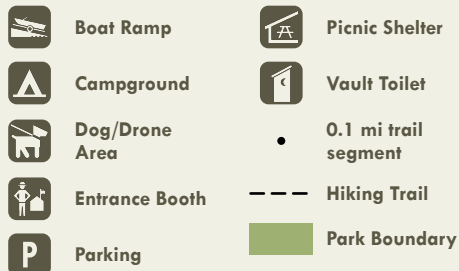 Boat Ramp
Campground
Dog/Drone
Area
Entrance Booth
P
Parking
Picnic Shelter
Vault Toilet
0.1 mi trail
segment
Hiking Trail
Park Boundary